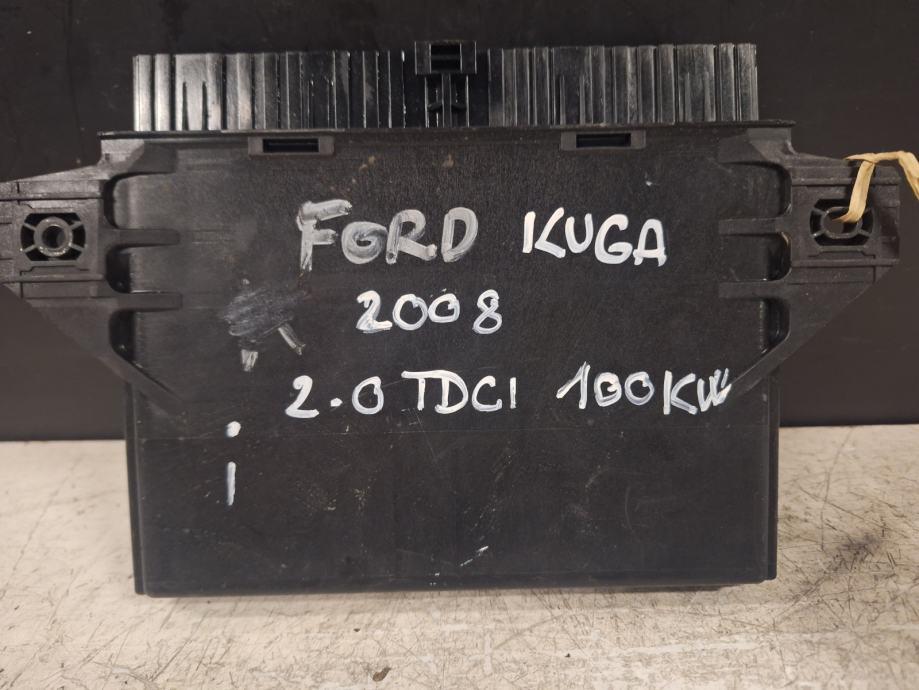 FORD KUGA
2008
2.0 TDCI 100KW
i